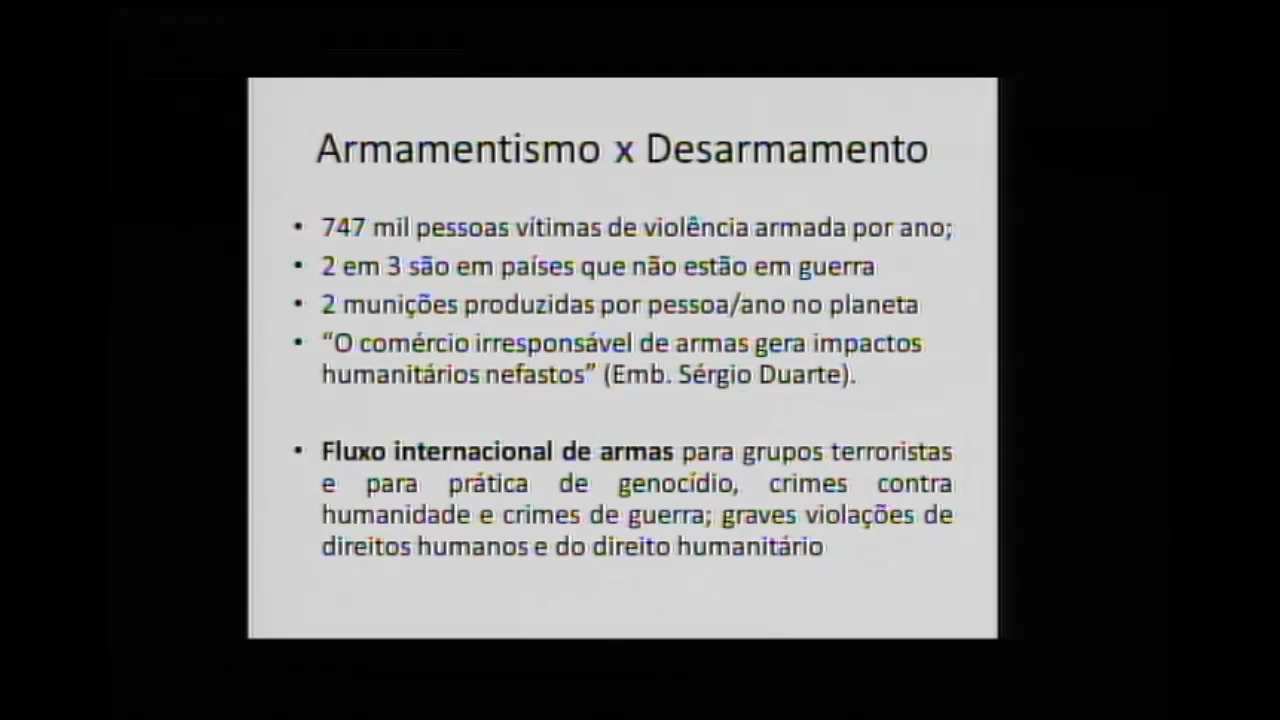 Armamentismo x Desarmamento
• 747 mil pessoas vítimas de violência armada por ano;
• 2 em 3 são em países que não estão em guerra
• 2 munições produzidas por pessoa/ano no planeta
• “O comércio irresponsável de armas gera impactos
humanitários nefastos” (Emb. Sérgio Duarte).
• Fluxo internacional de armas para grupos terroristas
e para prática de genocídio, crimes contra
humanidade e crimes de guerra; graves violações de
direitos humanos e do direito humanitário